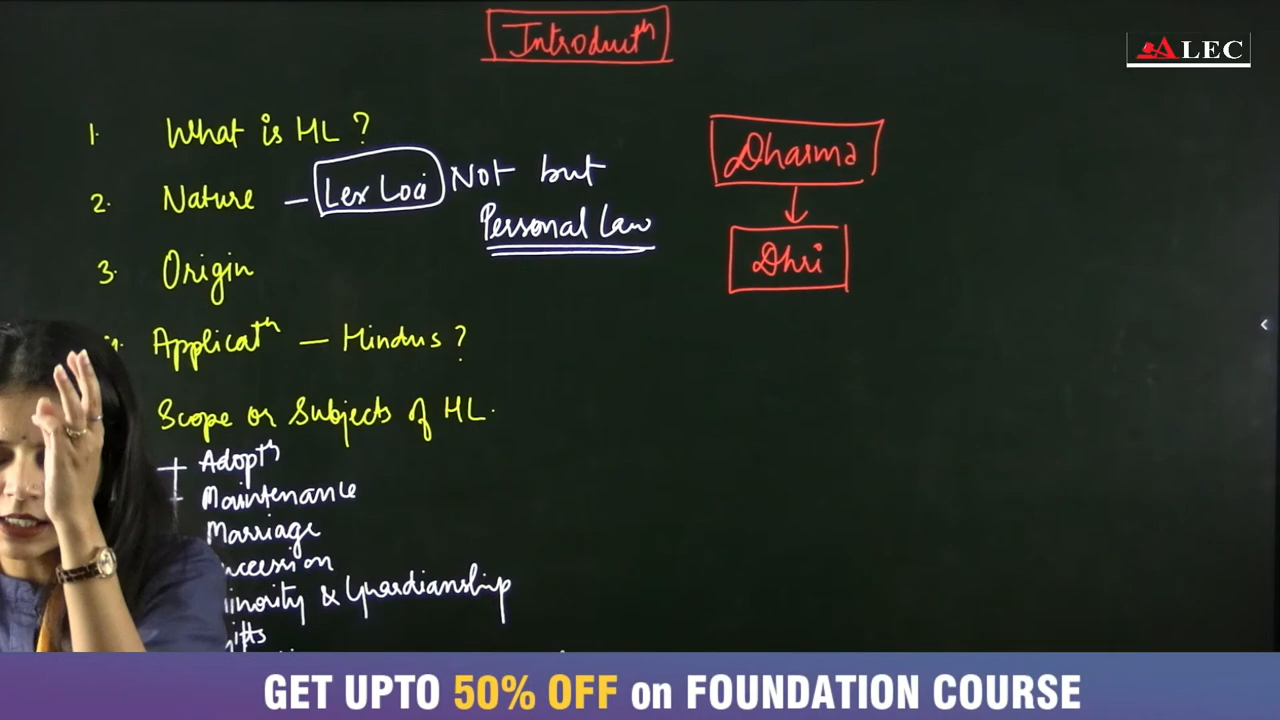 Introductⁿ
ALEC
1. What is HL ?
2. Nature — Lex Loci Not but
Personal Law
Dharma
Dhri
3. Origin
Applicatⁿ — Hindus ?
Scope or Subjects of HL.
Adoptⁿ
Maintenance
Marriage
uccession
inority & Guardianship
ifts
GET UPTO 50% OFF on FOUNDATION COURSE